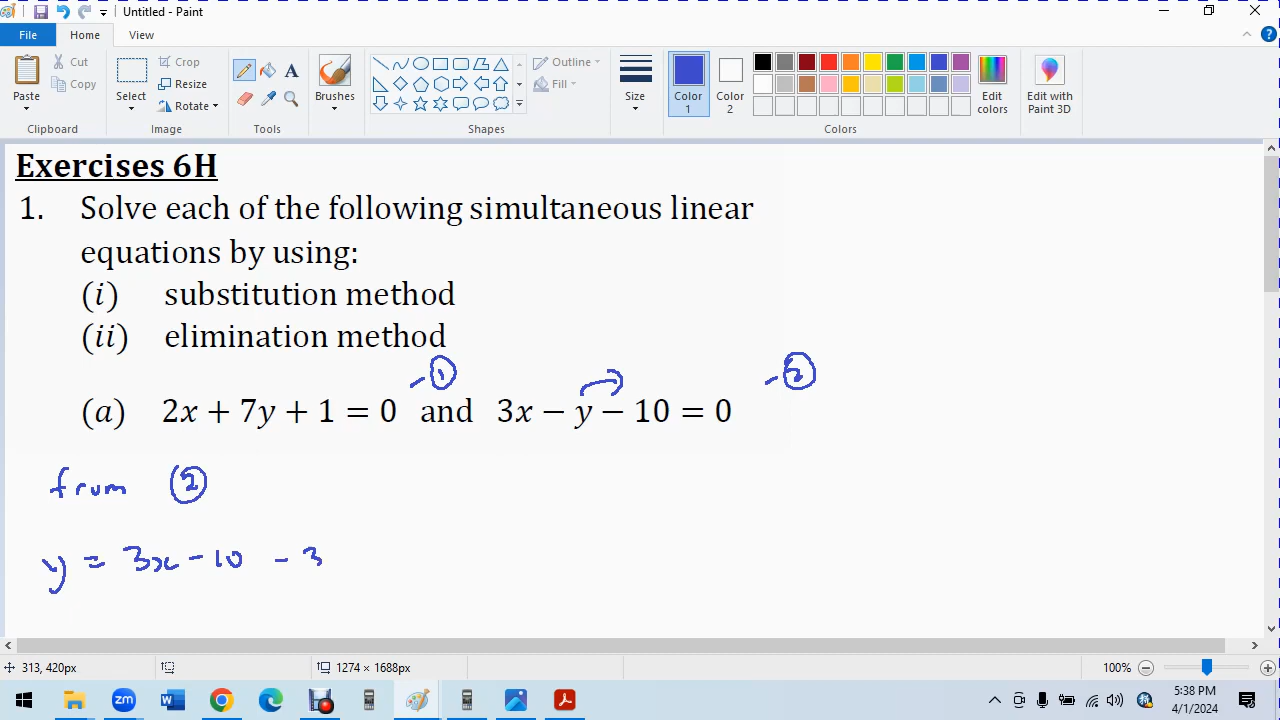 Untitled - Paint
File Home View
Paste Cut Copy Clipboard
Select Crop Resize Rotate Image
Tools
Brushes
Outline Fill Shapes
Size
Color 1 Color 2 Edit colors Colors
Edit with Paint 3D
Exercises 6H
1. Solve each of the following simultaneous linear
equations by using:
(i) substitution method
(ii) elimination method
- ① - ②
(a) 2x + 7y + 1 = 0 and 3x − y − 10 = 0
from ②
y = 3x - 10 - 3
313, 420px 1274 × 1688px 100%
5:38 PM
4/1/2024